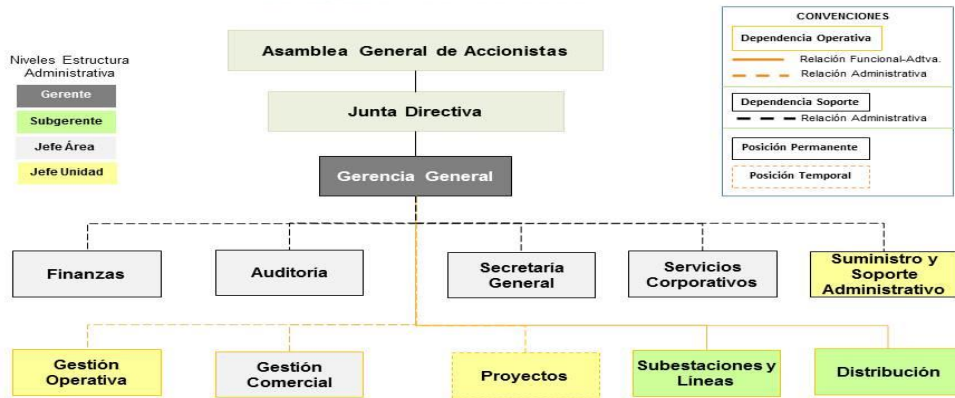 CONVENCIONES
Dependencia Operativa
Relación Funcional-Adtva.
Relación Administrativa
Dependencia Soporte
Relación Administrativa
Posición Permanente
Posición Temporal
Niveles Estructura
Administrativa
Gerente
Subgerente
Jefe Área
Jefe Unidad
Asamblea General de Accionistas
Junta Directiva
Gerencia General
Finanzas
Auditoría
Secretaría
General
Servicios
Corporativos
Suministro y
Soporte
Administrativo
Gestión
Operativa
Gestión
Comercial
Proyectos
Subestaciones y
Líneas
Distribución